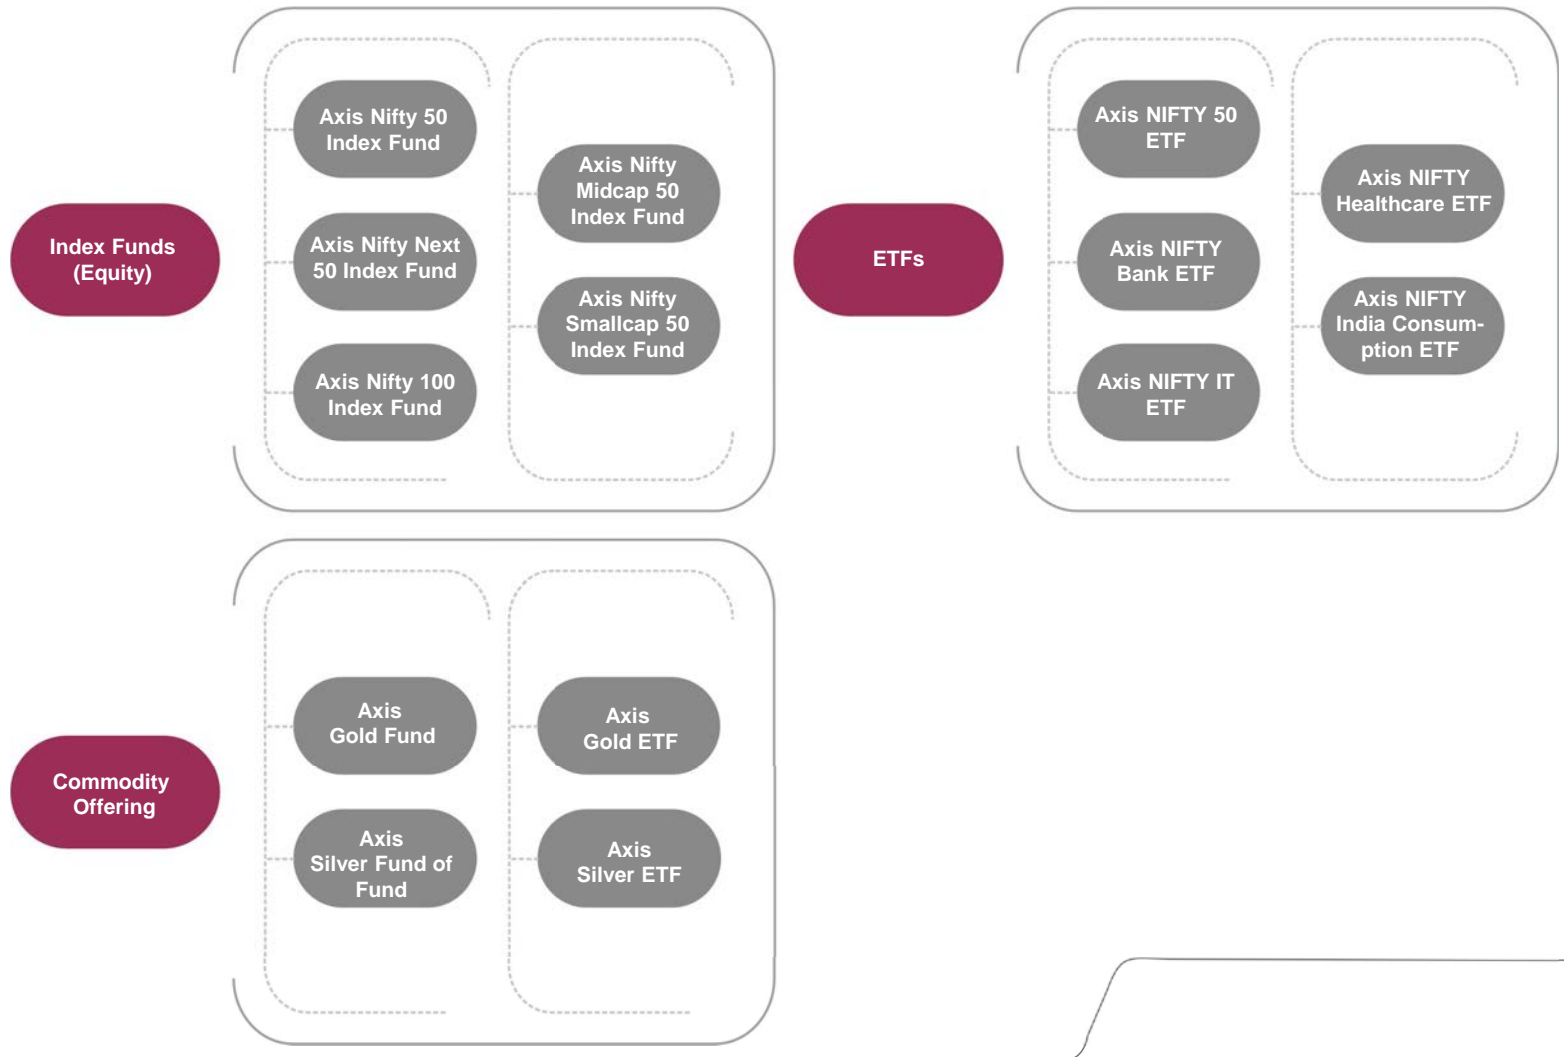 Index Funds
(Equity)
Axis Nifty 50
Index Fund
Axis Nifty Next
50 Index Fund
Axis Nifty 100
Index Fund
Axis Nifty
Midcap 50
Index Fund
Axis Nifty
Smallcap 50
Index Fund
ETFs
Axis NIFTY 50
ETF
Axis NIFTY
Bank ETF
Axis NIFTY IT
ETF
Axis NIFTY
Healthcare ETF
Axis NIFTY
India Consum-
ption ETF
Commodity
Offering
Axis
Gold Fund
Axis
Silver Fund of
Fund
Axis
Gold ETF
Axis
Silver ETF